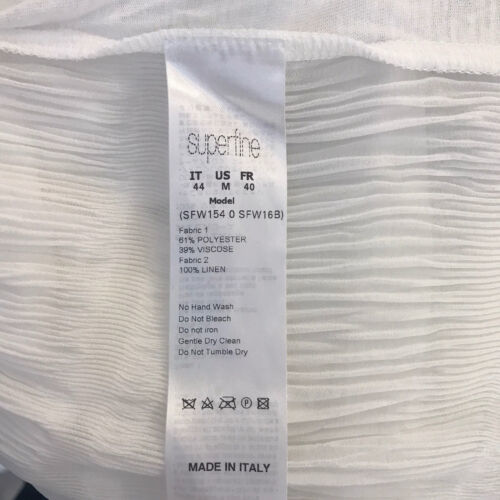 superfine
IT US FR
44 M 40
Model
(SFW154 0 SFW16B)
Fabric 1
61% POLYESTER
39% VISCOSE
Fabric 2
100% LINEN
No Hand Wash
Do Not Bleach
Do not iron
Gentle Dry Clean
Do Not Tumble Dry
P
MADE IN ITALY